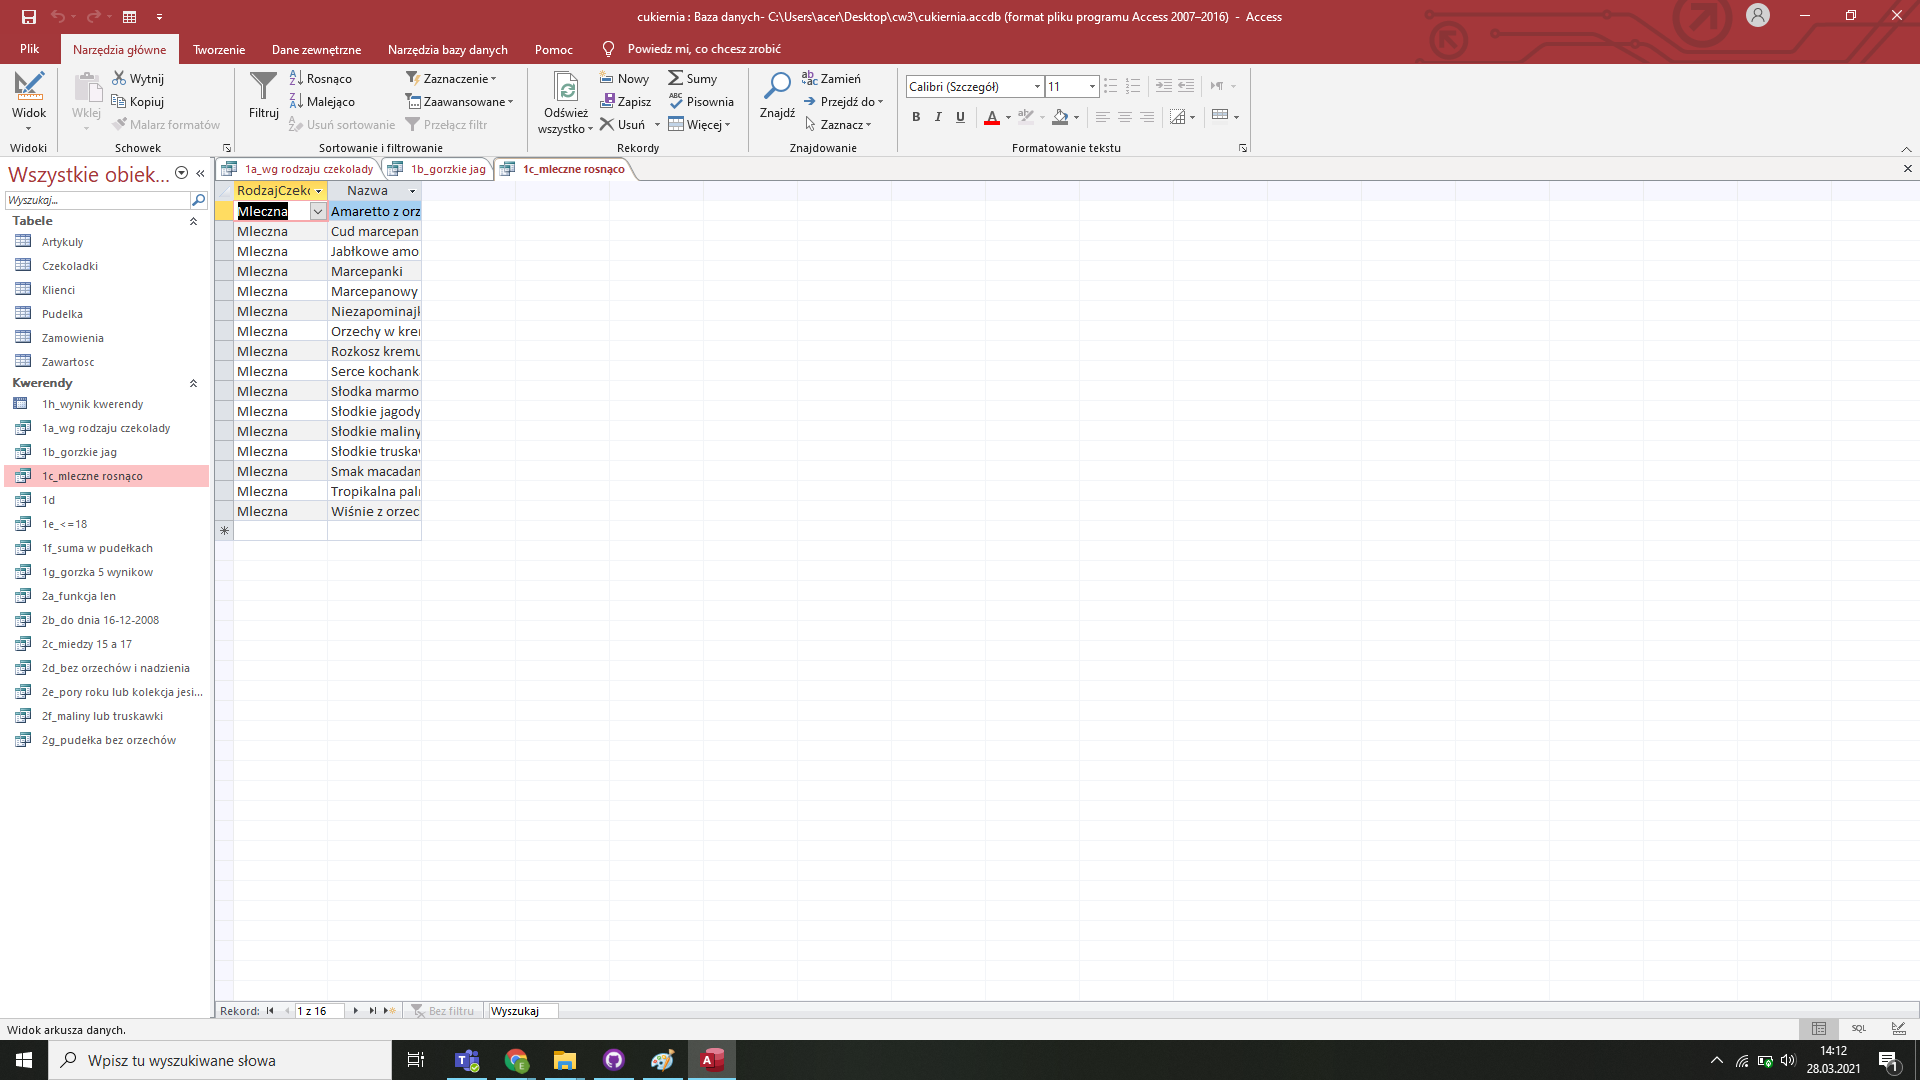 cukiernia : Baza danych- C:\Users\acer\Desktop\cw3\cukiernia.accdb (format pliku programu Access 2007–2016) - Access
Plik Narzędzia główne Tworzenie Dane zewnętrzne Narzędzia bazy danych Pomoc Powiedz mi, co chcesz zrobić
Widok
Widoki
Wklej
Wytnij
Kopiuj
Malarz formatów
Schowek
Filtruj
Rosnąco
Malejąco
Usuń sortowanie
Zaznaczenie
Zaawansowane
Przełącz filtr
Sortowanie i filtrowanie
Odśwież
wszystko
Nowy
Zapisz
Usuń
Sumy
Pisownia
Więcej
Rekordy
Znajdź
Zamień
Przejdź do
Zaznacz
Znajdowanie
Calibri (Szczegół) 11
B I U
Formatowanie tekstu
Wszystkie obiek...
Wyszukaj...
Tabele
Artykuly
Czekoladki
Klienci
Pudelka
Zamowienia
Zawartosc
Kwerendy
1h_wynik kwerendy
1a_wg rodzaju czekolady
1b_gorzkie jag
1c_mleczne rosnąco
1d
1e_<=18
1f_suma w pudełkach
1g_gorzka 5 wynikow
2a_funkcja len
2b_do dnia 16-12-2008
2c_miedzy 15 a 17
2d_bez orzechów i nadzienia
2e_pory roku lub kolekcja jesi...
2f_maliny lub truskawki
2g_pudełka bez orzechów
1a_wg rodzaju czekolady 1b_gorzkie jag 1c_mleczne rosnąco
RodzajCzeko Nazwa
Mleczna Amaretto z orz
Mleczna Cud marcepan
Mleczna Jabłkowe amo
Mleczna Marcepanki
Mleczna Marcepanowy
Mleczna Niezapominajk
Mleczna Orzechy w krem
Mleczna Rozkosz kremu
Mleczna Serce kochank
Mleczna Słodka marmo
Mleczna Słodkie jagody
Mleczna Słodkie maliny
Mleczna Słodkie truskaw
Mleczna Smak macadam
Mleczna Tropikalna palm
Mleczna Wiśnie z orzec
Rekord: 1 z 16 Bez filtru Wyszukaj
Widok arkusza danych.
SQL
Wpisz tu wyszukiwane słowa
14:12
28.03.2021
1